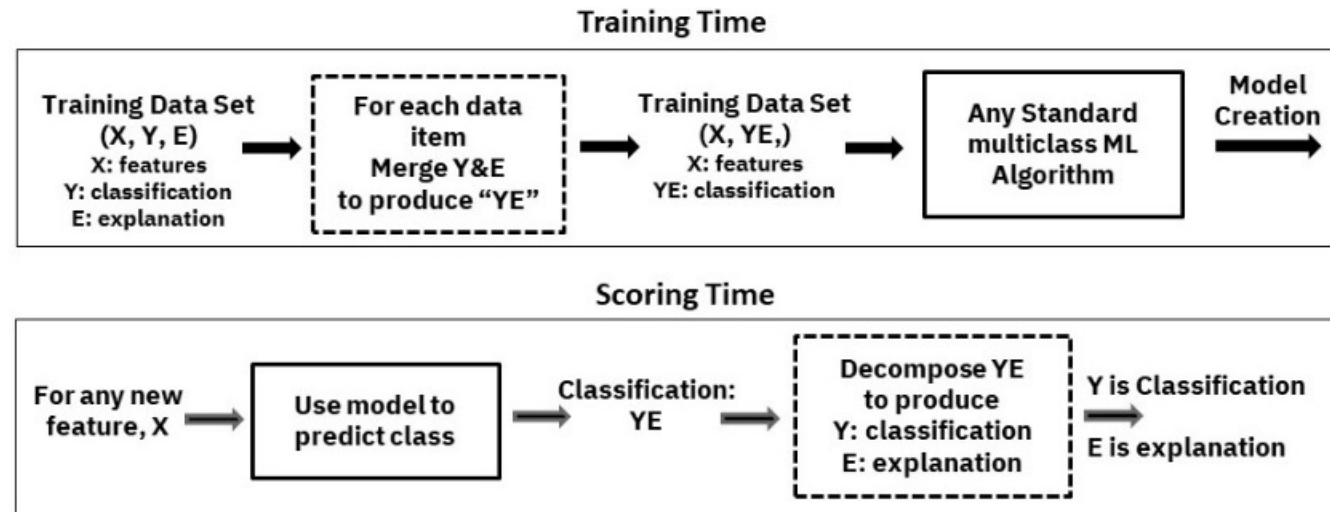 Training Time
Training Data Set
(X, Y, E)
X: features
Y: classification
E: explanation
For each data
item
Merge Y&E
to produce “YE”
Training Data Set
(X, YE,)
X: features
YE: classification
Any Standard
multiclass ML
Algorithm
Model
Creation
Scoring Time
For any new
feature, X
Use model to
predict class
Classification:
YE
Decompose YE
to produce
Y: classification
E: explanation
Y is Classification
E is explanation